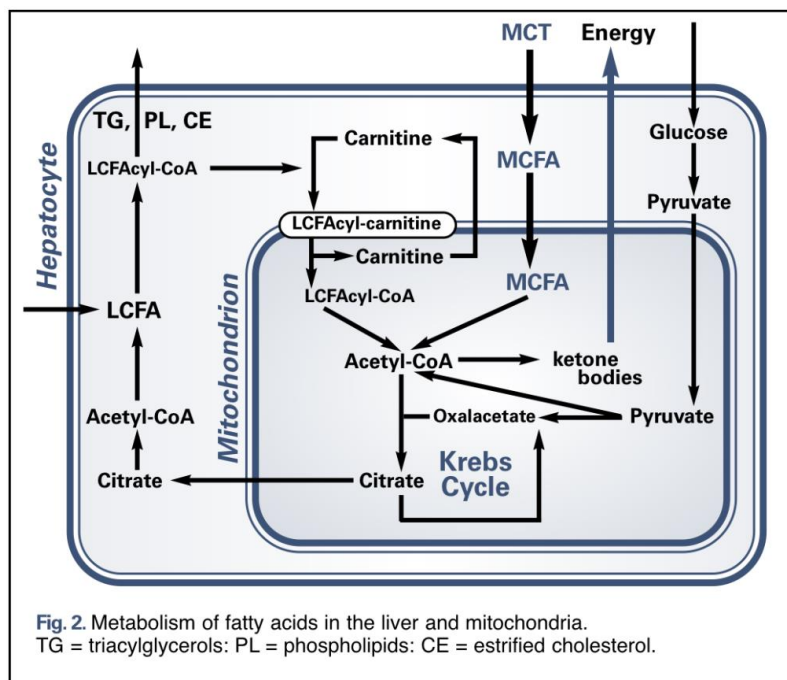 MCT
Energy
TG, PL, CE
Carnitine
Glucose
LCFAcyl-CoA
MCFA
Hepatocyte
Pyruvate
LCFAcyl-carnitine
Carnitine
Mitochondrion
LCFAcyl-CoA
MCFA
LCFA
Acetyl-CoA
ketone
bodies
Acetyl-CoA
Oxalacetate
Pyruvate
Krebs
Cycle
Citrate
Citrate
Fig. 2. Metabolism of fatty acids in the liver and mitochondria.
TG = triacylglycerols: PL = phospholipids: CE = estrified cholesterol.